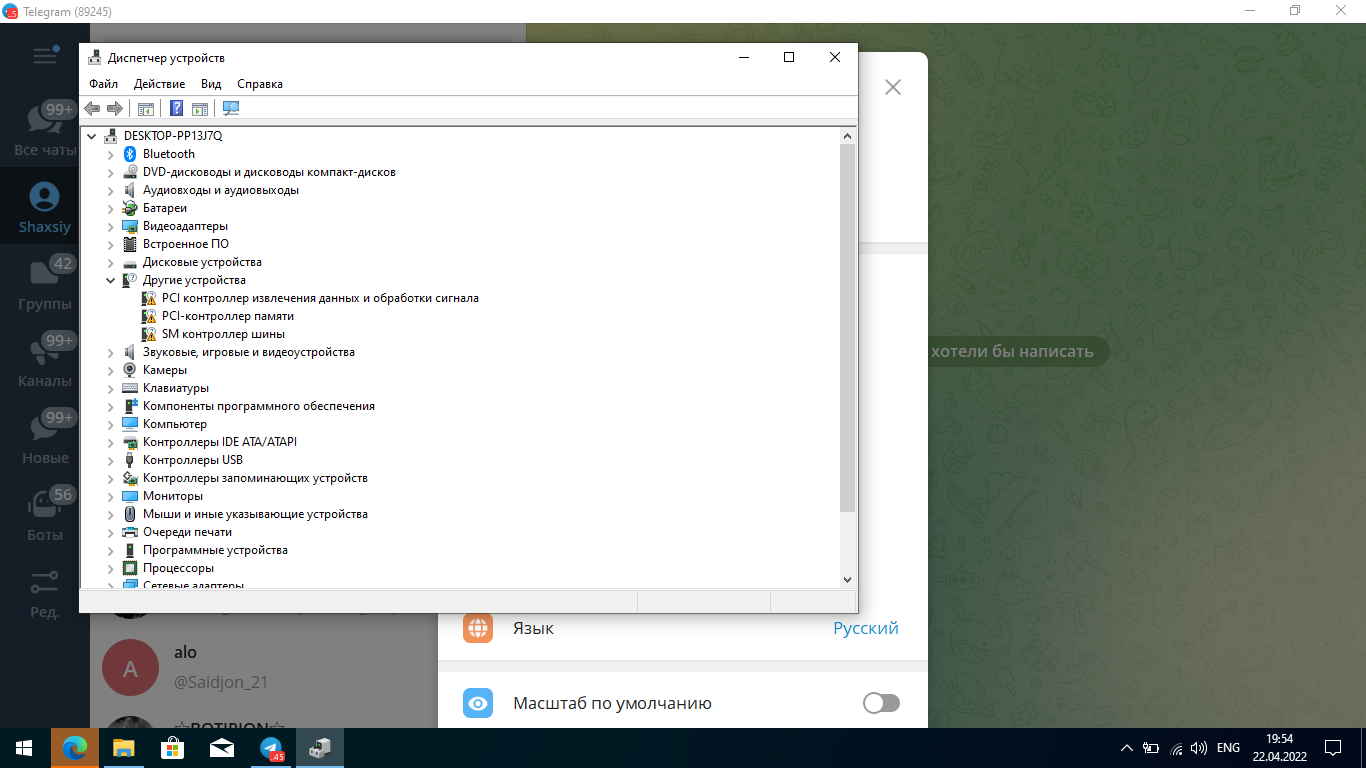 Telegram (89245)
Диспетчер устройств
Файл Действие Вид Справка
DESKTOP-PP13J7Q
Bluetooth
DVD-дисководы и дисководы компакт-дисков
Аудиовходы и аудиовыходы
Батареи
Видеоадаптеры
Встроенное ПО
Дисковые устройства
Другие устройства
PCI контроллер извлечения данных и обработки сигнала
PCI-контроллер памяти
SM контроллер шины
Звуковые, игровые и видеоустройства
Камеры
Клавиатуры
Компоненты программного обеспечения
Компьютер
Контроллеры IDE ATA/ATAPI
Контроллеры USB
Контроллеры запоминающих устройств
Мониторы
Мыши и иные указывающие устройства
Очереди печати
Программные устройства
Процессоры
Сетевые адаптеры
99+
Все чаты
Shaxsiy
42
Группы
99+
Каналы
99+
Новые
56
Боты
Ред.
хотели бы написать
A
alo
@Saidjon_21
☆BOTIRJON☆
Язык Русский
Масштаб по умолчанию
.45
ENG
19:54
22.04.2022